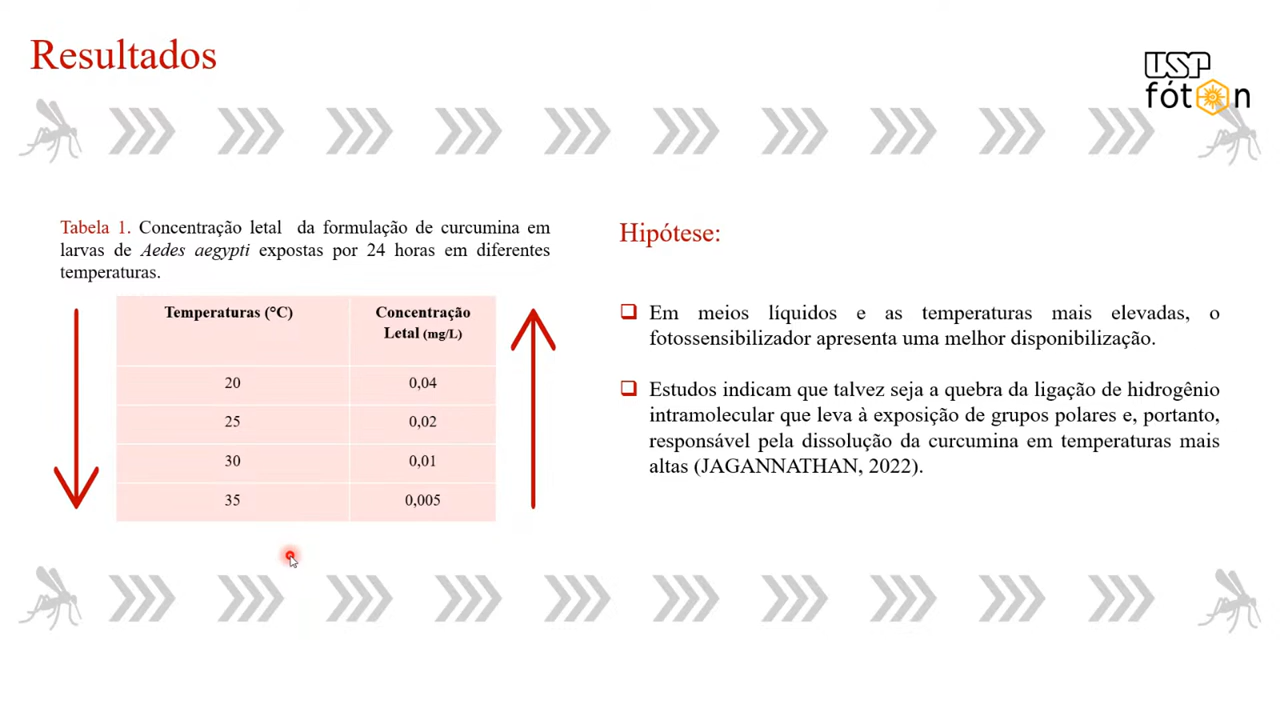 Resultados
USP
fóton
Tabela 1. Concentração letal da formulação de curcumina em
larvas de Aedes aegypti expostas por 24 horas em diferentes
temperaturas.
Temperaturas (°C)
Concentração
Letal (mg/L)
20 0,04
25 0,02
30 0,01
35 0,005
Hipótese:
Em meios líquidos e as temperaturas mais elevadas, o
fotossensibilizador apresenta uma melhor disponibilização.
Estudos indicam que talvez seja a quebra da ligação de hidrogênio
intramolecular que leva à exposição de grupos polares e, portanto,
responsável pela dissolução da curcumina em temperaturas mais
altas (JAGANNATHAN, 2022).